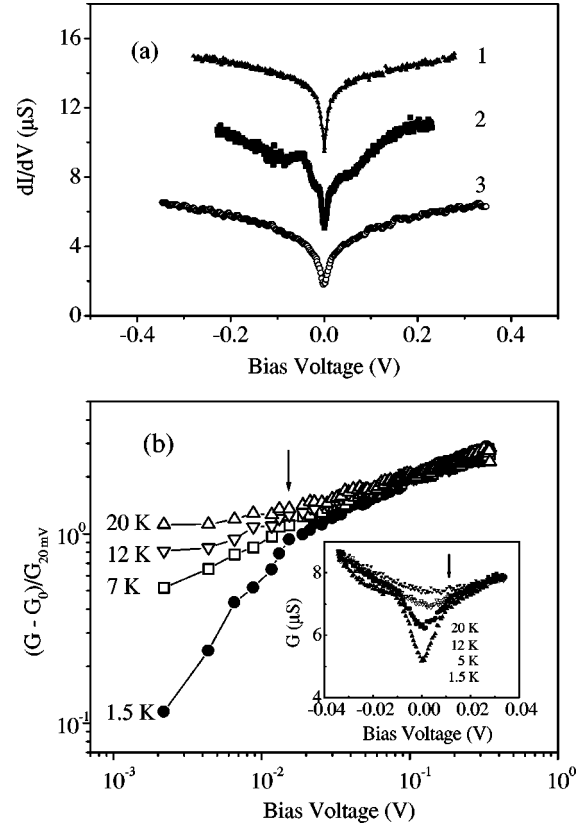 (a)
16
12
8
4
0
dI/dV (μS)
1
2
3
-0.4 -0.2 0.0 0.2 0.4
Bias Voltage (V)
(b)
10^0
10^-1
(G - G_0)/G_20 mV
20 K
12 K
7 K
1.5 K
8
6
4
G (μS)
20 K
12 K
5 K
1.5 K
-0.04 -0.02 0.00 0.02 0.04
Bias Voltage (V)
10^-3 10^-2 10^-1 10^0
Bias Voltage (V)